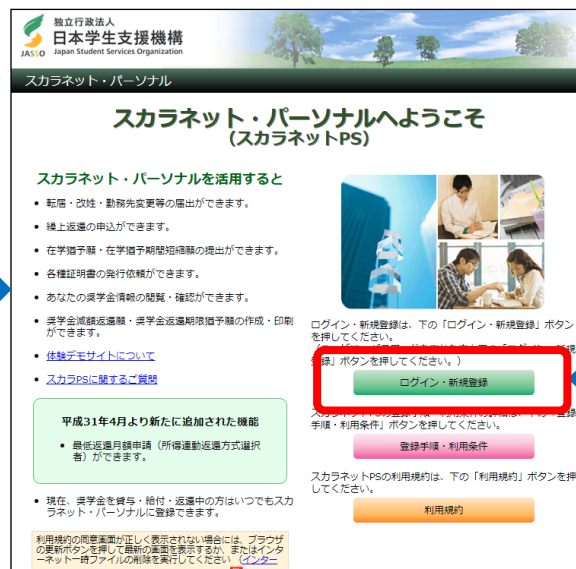 独立行政法人
日本学生支援機構
JASSO Japan Student Services Organization
スカラネット・パーソナル
スカラネット・パーソナルへようこそ
(スカラネットPS)
スカラネット・パーソナルを活用すると
• 転居・改姓・勤務先変更等の届出ができます。
• 繰上返還の申込ができます。
• 在学猶予願・在学猶予期間短縮願の提出ができます。
• 各種証明書の発行依頼ができます。
• あなたの奨学金情報の閲覧・確認ができます。
• 奨学金減額返還願・奨学金返還期限猶予願の作成・印刷
ができます。
• 体験デモサイトについて
• スカラPSに関するご質問
平成31年4月より新たに追加された機能
• 最低返還月額申請（所得連動返還方式選択
者）ができます。
• 現在、奨学金を貸与・給付・返還中の方はいつでもスカ
ラネット・パーソナルに登録できます。
利用規約の同意画面が正しく表示されない場合には、ブラウザ
の更新ボタンを押して最新の画面を表示するか、またはインタ
ーネット一時ファイルの削除を実行してください（インター
ログイン・新規登録は、下の「ログイン・新規登録」ボタン
を押してください。
登録」ボタンを押してください。）
ログイン・新規登録
手順・利用条件」ボタンを押してください。
登録手順・利用条件
スカラネットPSの利用規約は、下の「利用規約」ボタンを押
してください。
利用規約